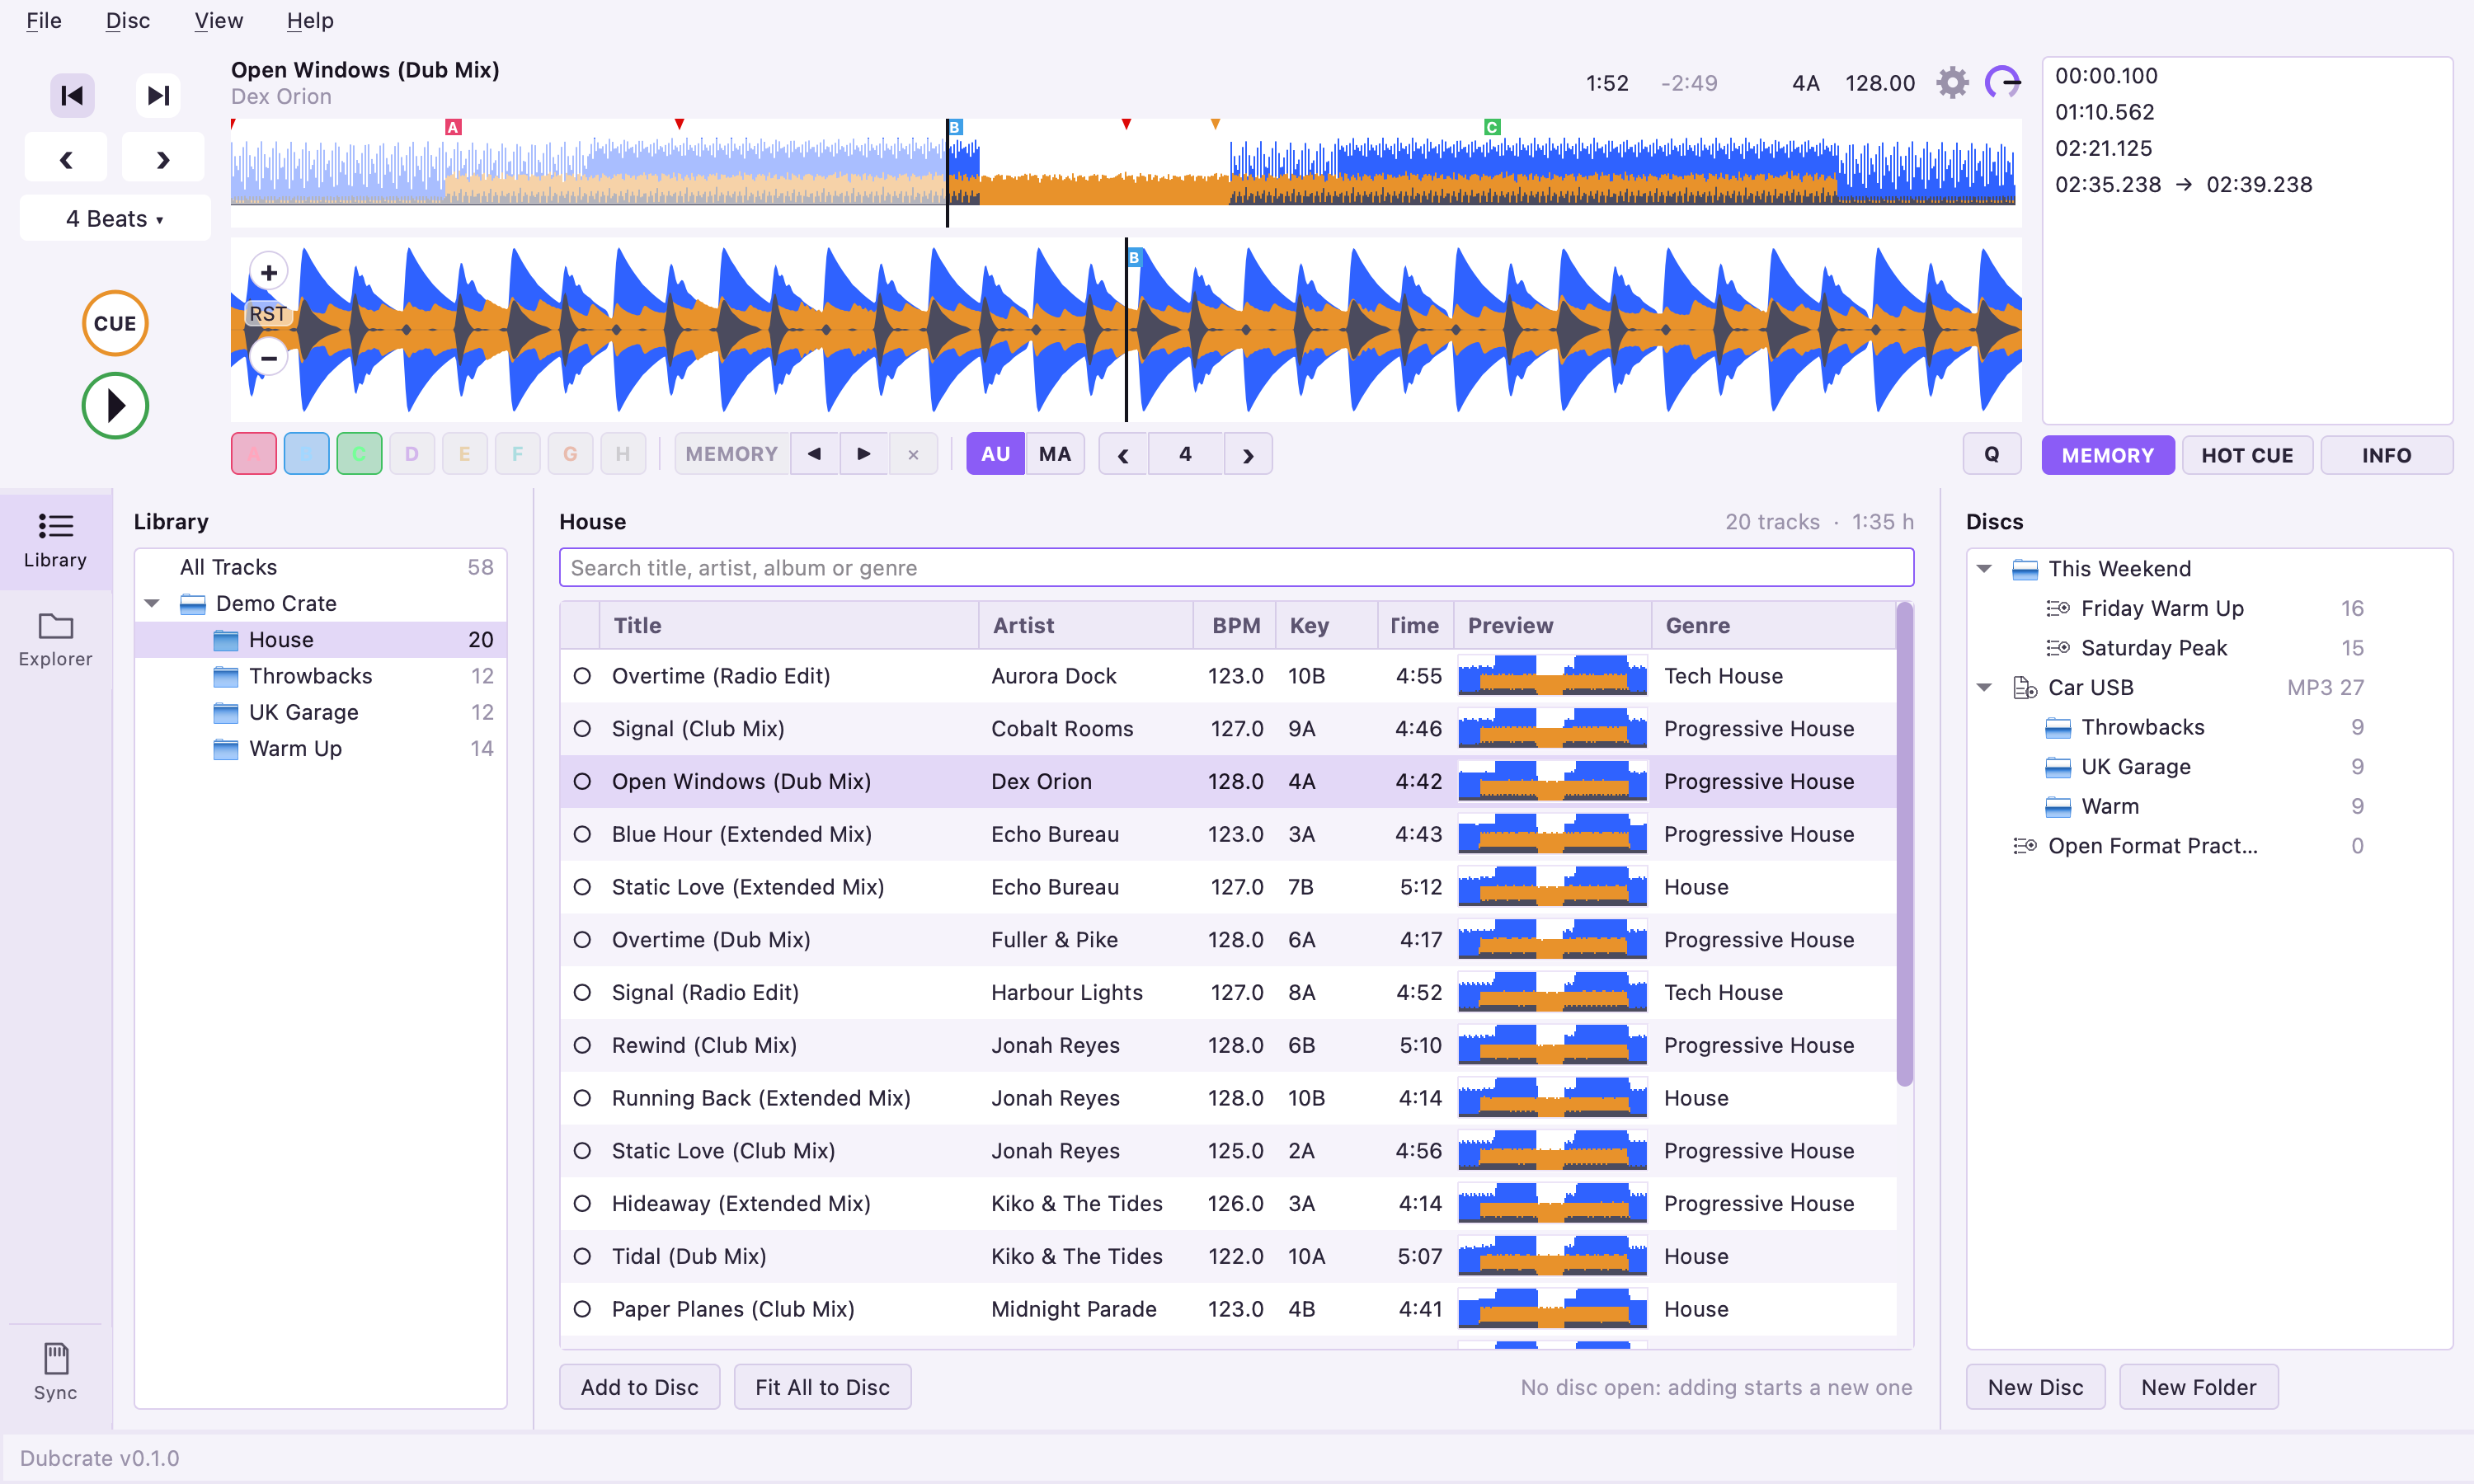 File Disc View Help
Open Windows (Dub Mix)
Dex Orion
1:52 -2:49 4A 128.00
A B C
4 Beats ▾
B
+
RST
−
CUE
A B C D E F G H MEMORY ◀ ▶ × AU MA ‹ 4 › Q
00:00.100
01:10.562
02:21.125
02:35.238 → 02:39.238
MEMORY HOT CUE INFO
Library
Explorer
Sync
Library
All Tracks 58
Demo Crate
House 20
Throwbacks 12
UK Garage 12
Warm Up 14
House 20 tracks · 1:35 h
Search title, artist, album or genre
Title Artist BPM Key Time Preview Genre
Overtime (Radio Edit) Aurora Dock 123.0 10B 4:55 Tech House
Signal (Club Mix) Cobalt Rooms 127.0 9A 4:46 Progressive House
Open Windows (Dub Mix) Dex Orion 128.0 4A 4:42 Progressive House
Blue Hour (Extended Mix) Echo Bureau 123.0 3A 4:43 Progressive House
Static Love (Extended Mix) Echo Bureau 127.0 7B 5:12 House
Overtime (Dub Mix) Fuller & Pike 128.0 6A 4:17 Progressive House
Signal (Radio Edit) Harbour Lights 127.0 8A 4:52 Tech House
Rewind (Club Mix) Jonah Reyes 128.0 6B 5:10 Progressive House
Running Back (Extended Mix) Jonah Reyes 128.0 10B 4:14 House
Static Love (Club Mix) Jonah Reyes 125.0 2A 4:56 Progressive House
Hideaway (Extended Mix) Kiko & The Tides 126.0 3A 4:14 Progressive House
Tidal (Dub Mix) Kiko & The Tides 122.0 10A 5:07 House
Paper Planes (Club Mix) Midnight Parade 123.0 4B 4:41 House
Add to Disc Fit All to Disc No disc open: adding starts a new one
Discs
This Weekend
Friday Warm Up 16
Saturday Peak 15
Car USB MP3 27
Throwbacks 9
UK Garage 9
Warm 9
Open Format Pract... 0
New Disc New Folder
Dubcrate v0.1.0